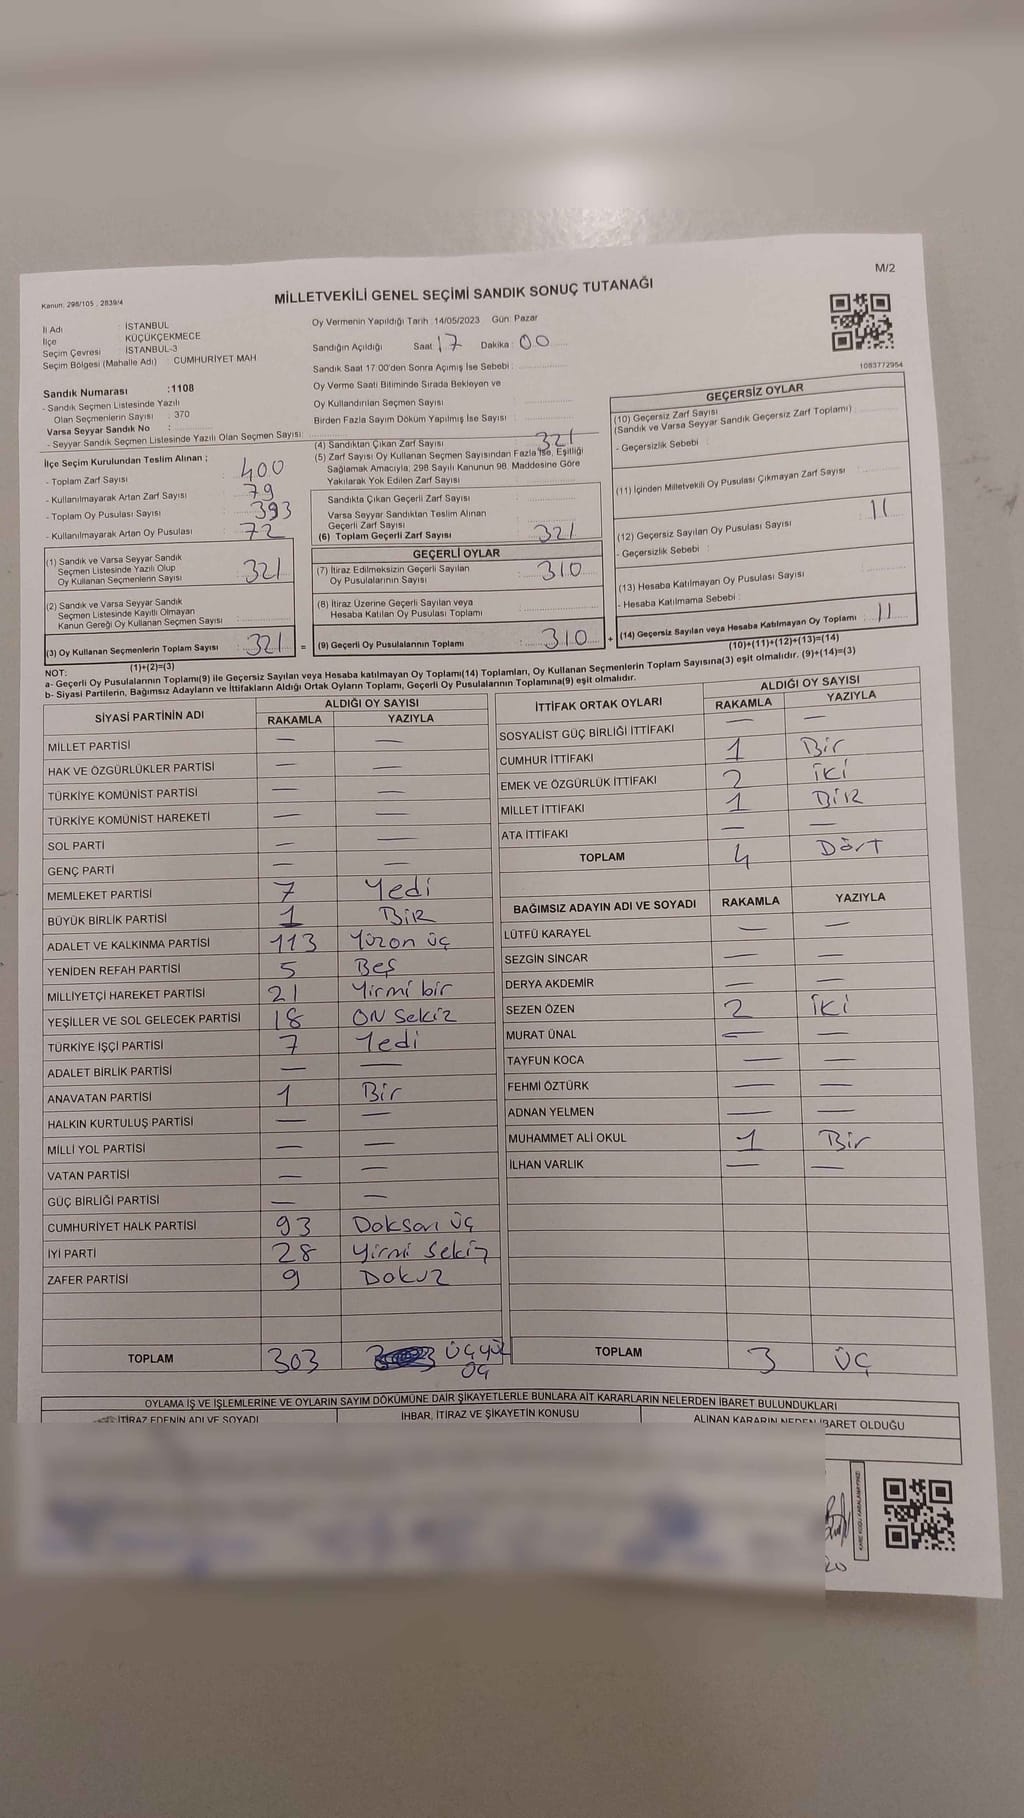 M/2
Kanun: 298/105 , 2839/4
MİLLETVEKİLİ GENEL SEÇİMİ SANDIK SONUÇ TUTANAĞI
İl Adı : İSTANBUL
İlçe : KÜÇÜKÇEKMECE
Seçim Çevresi : İSTANBUL-3
Seçim Bölgesi (Mahalle Adı) : CUMHURİYET MAH
Sandık Numarası :1108
- Sandık Seçmen Listesinde Yazılı
Olan Seçmenlerin Sayısı : 370
Varsa Seyyar Sandık No :
- Seyyar Sandık Seçmen Listesinde Yazılı Olan Seçmen Sayısı:
Oy Vermenin Yapıldığı Tarih :14/05/2023 Gün: Pazar
Sandığın Açıldığı Saat : 17 Dakika : 00
Sandık Saat 17.00'den Sonra Açımış İse Sebebi :
Oy Verme Saati Bitiminde Sırada Bekleyen ve
Oy Kullandırılan Seçmen Sayısı :
Birden Fazla Sayım Döküm Yapılmış İse Sayısı :
1083772954
İlçe Seçim Kurulundan Teslim Alınan ;
- Toplam Zarf Sayısı : 400
- Kullanılmayarak Artan Zarf Sayısı : 79
- Toplam Oy Pusulası Sayısı : 393
- Kullanılmayarak Artan Oy Pusulası : 72
(1) Sandık ve Varsa Seyyar Sandık
Seçmen Listesinde Yazılı Olup
Oy Kullanan Seçmenlerin Sayısı : 321
(2) Sandık ve Varsa Seyyar Sandık
Seçmen Listesinde Kayıtlı Olmayan
Kanun Gereği Oy Kullanan Seçmen Sayısı :
(3) Oy Kullanan Seçmenlerin Toplam Sayısı : 321 =
(1)+(2)=(3)
(4) Sandıktan Çıkan Zarf Sayısı : 321
(5) Zarf Sayısı Oy Kullanan Seçmen Sayısından Fazla İse, Eşitliği
Sağlamak Amacıyla, 298 Sayılı Kanunun 98. Maddesine Göre
Yakılarak Yok Edilen Zarf Sayısı :
Sandıkta Çıkan Geçerli Zarf Sayısı :
Varsa Seyyar Sandıktan Teslim Alınan
Geçerli Zarf Sayısı :
(6) Toplam Geçerli Zarf Sayısı : 321
GEÇERLİ OYLAR
(7) İtiraz Edilmeksizin Geçerli Sayılan
Oy Pusulalarının Sayısı : 310
(8) İtiraz Üzerine Geçerli Sayılan veya
Hesaba Katılan Oy Pusulası Toplamı :
(9) Geçerli Oy Pusulalarının Toplamı : 310 +
GEÇERSİZ OYLAR
(10) Geçersiz Zarf Sayısı
(Sandık ve Varsa Seyyar Sandık Geçersiz Zarf Toplamı) :
- Geçersizlik Sebebi :
(11) İçinden Milletvekili Oy Pusulası Çıkmayan Zarf Sayısı :
(12) Geçersiz Sayılan Oy Pusulası Sayısı : 11
- Geçersizlik Sebebi :
(13) Hesaba Katılmayan Oy Pusulası Sayısı :
- Hesaba Katılmama Sebebi :
(14) Geçersiz Sayılan veya Hesaba Katılmayan Oy Toplamı : 11
(10)+(11)+(12)+(13)=(14)
NOT:
a- Geçerli Oy Pusulalarının Toplamı(9) ile Geçersiz Sayılan veya Hesaba katılmayan Oy Toplamı(14) Toplamları, Oy Kullanan Seçmenlerin Toplam Sayısına(3) eşit olmalıdır. (9)+(14)=(3)
b- Siyasi Partilerin, Bağımsız Adayların ve İttifakların Aldığı Ortak Oyların Toplamı, Geçerli Oy Pusulalarının Toplamına(9) eşit olmalıdır.
SİYASİ PARTİNİN ADI ALDIĞI OY SAYISI
RAKAMLA YAZIYLA
MİLLET PARTİSİ — —
HAK VE ÖZGÜRLÜKLER PARTİSİ — —
TÜRKİYE KOMÜNİST PARTİSİ — —
TÜRKİYE KOMÜNİST HAREKETİ — —
SOL PARTİ — —
GENÇ PARTİ — —
MEMLEKET PARTİSİ 7 Yedi
BÜYÜK BİRLİK PARTİSİ 1 BİR
ADALET VE KALKINMA PARTİSİ 113 Yüzon üç
YENİDEN REFAH PARTİSİ 5 Beş
MİLLİYETÇİ HAREKET PARTİSİ 21 Yirmi bir
YEŞİLLER VE SOL GELECEK PARTİSİ 18 ON Sekiz
TÜRKİYE İŞÇİ PARTİSİ 7 Yedi
ADALET BİRLİK PARTİSİ — —
ANAVATAN PARTİSİ 1 Bir
HALKIN KURTULUŞ PARTİSİ — —
MİLLİ YOL PARTİSİ — —
VATAN PARTİSİ — —
GÜÇ BİRLİĞİ PARTİSİ — —
CUMHURİYET HALK PARTİSİ 93 Doksan üç
İYİ PARTİ 28 Yirmi Sekiz
ZAFER PARTİSİ 9 Dokuz
TOPLAM 303 üçyüz
üç
İTTİFAK ORTAK OYLARI ALDIĞI OY SAYISI
RAKAMLA YAZIYLA
SOSYALİST GÜÇ BİRLİĞİ İTTİFAKI — —
CUMHUR İTTİFAKI 1 Bir
EMEK VE ÖZGÜRLÜK İTTİFAKI 2 iki
MİLLET İTTİFAKI 1 BİR
ATA İTTİFAKI — —
TOPLAM 4 Dört
BAĞIMSIZ ADAYIN ADI VE SOYADI RAKAMLA YAZIYLA
LÜTFÜ KARAYEL — —
SEZGİN SİNCAR — —
DERYA AKDEMİR — —
SEZEN ÖZEN 2 İki
MURAT ÜNAL — —
TAYFUN KOCA — —
FEHMİ ÖZTÜRK — —
ADNAN YELMEN — —
MUHAMMET ALİ OKUL 1 Bir
İLHAN VARLIK — —
TOPLAM 3 ÜÇ
OYLAMA İŞ VE İŞLEMLERİNE VE OYLARIN SAYIM DÖKÜMÜNE DAİR ŞİKAYETLERLE BUNLARA AİT KARARLARIN NELERDEN İBARET BULUNDUKLARI
İTİRAZ EDENİN ADI VE SOYADI İHBAR, İTİRAZ VE ŞİKAYETİN KONUSU ALINAN KARARIN NEDEN İBARET OLDUĞU